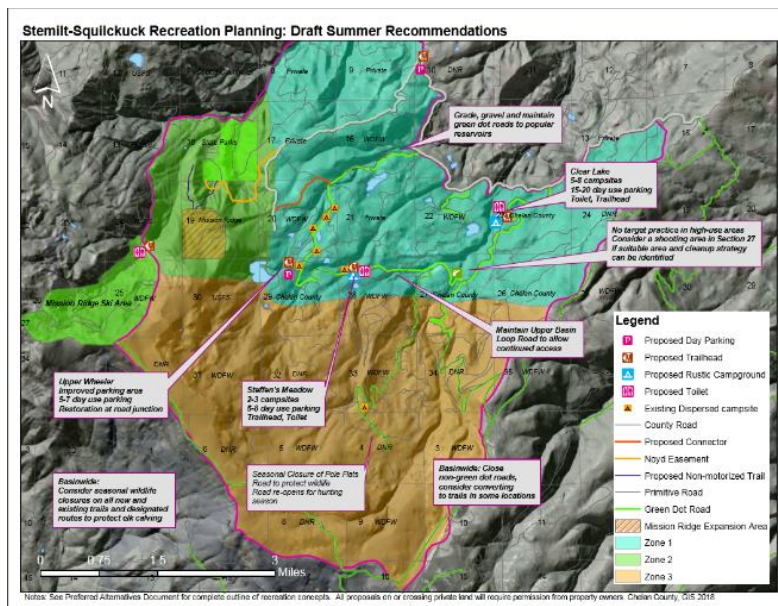 Stemilt-Squilckuck Recreation Planning: Draft Summer Recommendations
Grade, gravel and maintain
green dot roads to popular
reservoirs
Clear Lake
5-8 campsites
15-20 day use parking
Toilet, Trailhead
No target practice in high-use areas
Consider a shooting area in Section 27
if suitable area and cleanup strategy
can be identified
Maintain Upper Basin
Loop Road to allow
continued access
Mission Ridge Ski Area
Upper Wheeler
Improved parking area
5-7 day use parking
Restoration at road junction
Steffen's Meadow
2-3 campsites
5-8 day use parking
Trailhead, Toilet
Seasonal Closure of Pole Flats
Road to protect wildlife
Road re-opens for hunting
season
Basinwide: Close
non-green dot roads,
consider converting
to trails in some locations
Basinwide:
Consider seasonal wildlife
closures on all new and
existing trails and designated
routes to protect elk calving
Legend
Proposed Day Parking
Proposed Trailhead
Proposed Rustic Campground
Proposed Toilet
Existing Dispersed campsite
County Road
Proposed Connector
Noyd Easement
Proposed Non-motorized Trail
Primitive Road
Green Dot Road
Mission Ridge Expansion Area
Zone 1
Zone 2
Zone 3
0 0.75 1.5 3
Miles
Notes: See Preferred Alternatives Document for complete outline of recreation concepts. All proposals on or crossing private land will require permission from property owners. Chelan County, GIS 2018